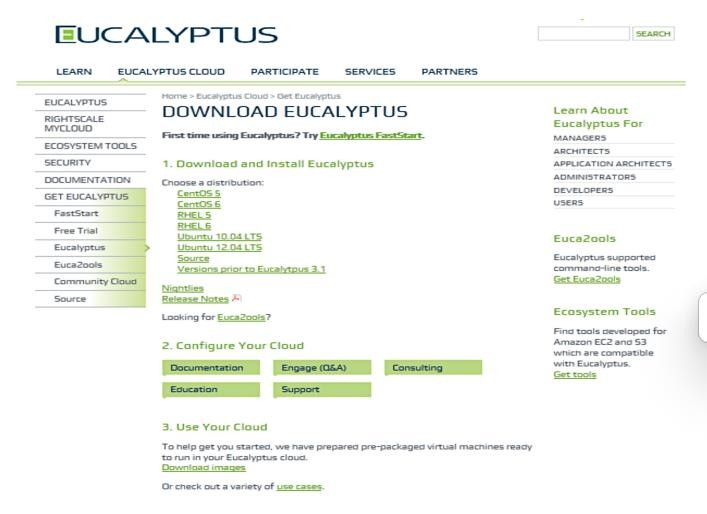 EUCALYPTUS
SEARCH
LEARN EUCALYPTUS CLOUD PARTICIPATE SERVICES PARTNERS
EUCALYPTUS
RIGHTSCALE
MYCLOUD
ECOSYSTEM TOOLS
SECURITY
DOCUMENTATION
GET EUCALYPTUS
FastStart
Free Trial
Eucalyptus
Euca2ools
Community Cloud
Source
Home > Eucalyptus Cloud > Get Eucalyptus
DOWNLOAD EUCALYPTUS
First time using Eucalyptus? Try Eucalyptus FastStart.
1. Download and Install Eucalyptus
Choose a distribution:
CentOS 5
CentOS 6
RHEL 5
RHEL 6
Ubuntu 10.04 LTS
Ubuntu 12.04 LTS
Source
Versions prior to Eucalytpus 3.1
Nightlies
Release Notes
Looking for Euca2ools?
2. Configure Your Cloud
Documentation Engage (Q&A) Consulting
Education Support
3. Use Your Cloud
To help get you started, we have prepared pre-packaged virtual machines ready
to run in your Eucalyptus cloud.
Download images
Or check out a variety of use cases.
Learn About
Eucalyptus For
MANAGERS
ARCHITECTS
APPLICATION ARCHITECTS
ADMINISTRATORS
DEVELOPERS
USERS
Euca2ools
Eucalyptus supported
command-line tools.
Get Euca2ools
Ecosystem Tools
Find tools developed for
Amazon EC2 and S3
which are compatible
with Eucalyptus.
Get tools